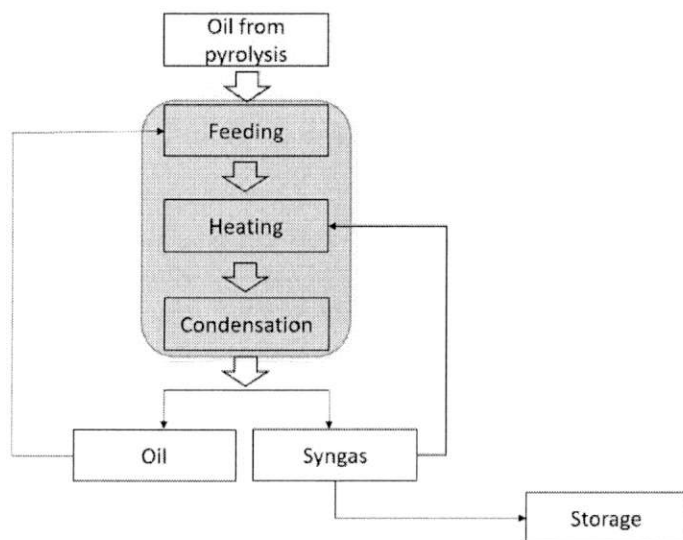 Oil from
pyrolysis
Feeding
Heating
Condensation
Oil
Syngas
Storage